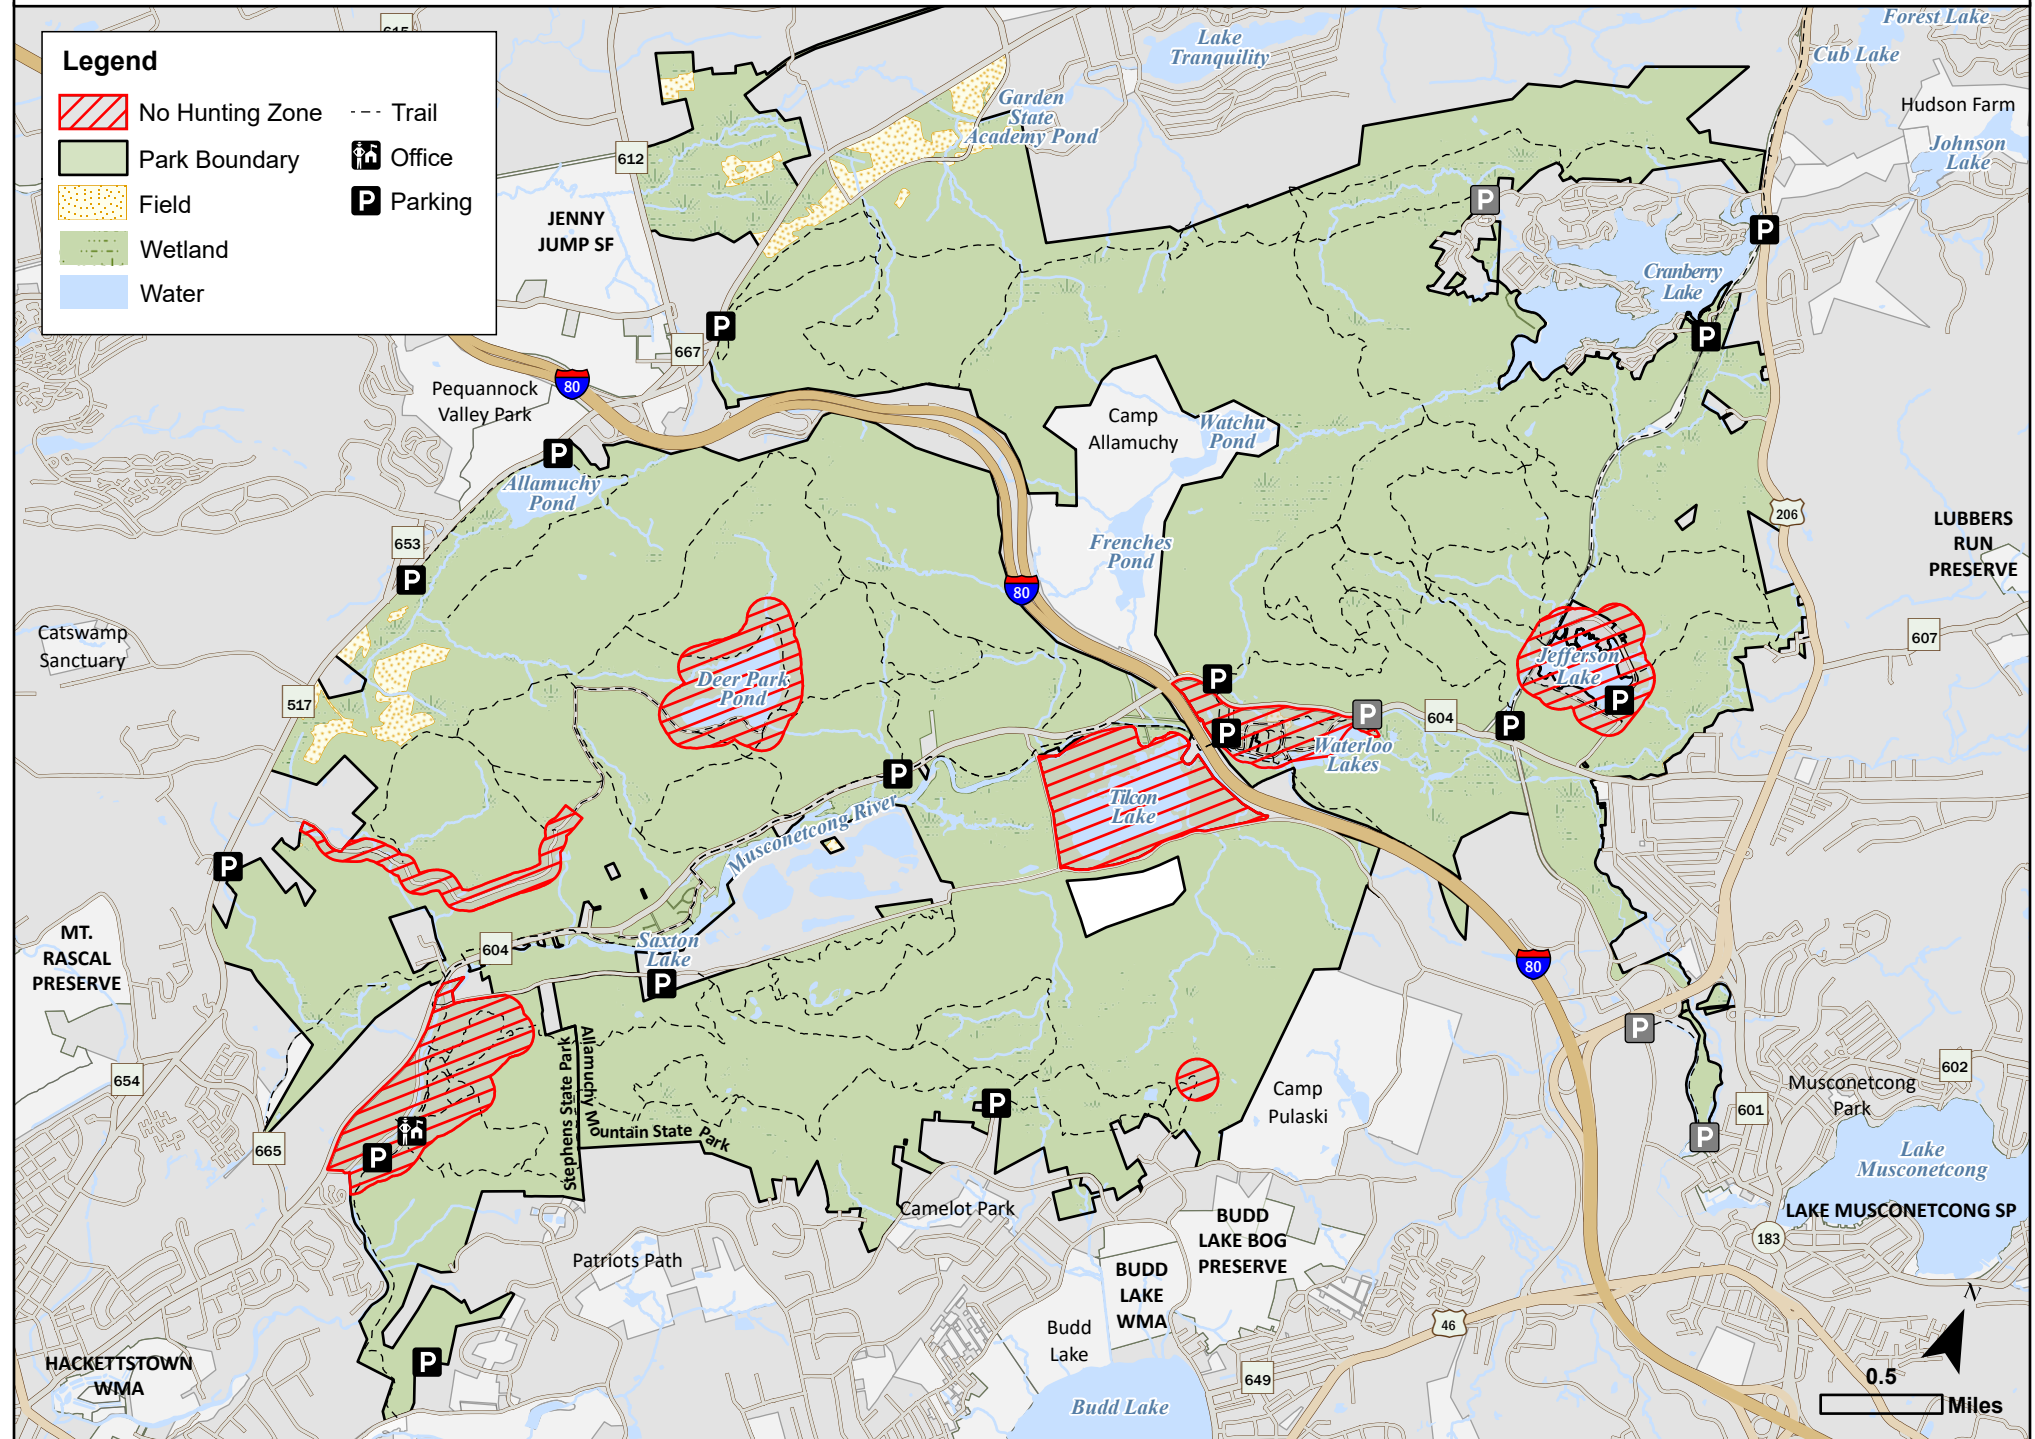 Legend
No Hunting Zone
Park Boundary
Field
Wetland
Water
Trail
Office
P Parking
Forest Lake
Cub Lake
Hudson Farm
Johnson
Lake
Lake
Tranquility
Garden
State
Academy Pond
612
JENNY
JUMP SF
P
P
P
Cranberry
Lake
P
667
P
80
Pequannock
Valley Park
Camp
Allamuchy
Watchu
Pond
P
Allamuchy
Pond
653
P
Frenches
Pond
80
206
LUBBERS
RUN
PRESERVE
607
Catswamp
Sanctuary
517
Deer Park
Pond
Jefferson
Lake
P
P
P
P
604
P
P
Waterloo
Lakes
P
Tilcon
Lake
Musconetcong River
P
MT.
RASCAL
PRESERVE
604
Saxton
Lake
P
80
P
654
665
Stephens State Park
Allamuchy Mountain State Park
P
P
Camp
Pulaski
Musconetcong
Park
602
601
P
Lake
Musconetcong
LAKE MUSCONETCONG SP
183
Camelot Park
Patriots Path
BUDD
LAKE BOG
PRESERVE
BUDD
LAKE
WMA
Budd
Lake
46
649
Budd Lake
HACKETTSTOWN
WMA
P
N
0.5
Miles